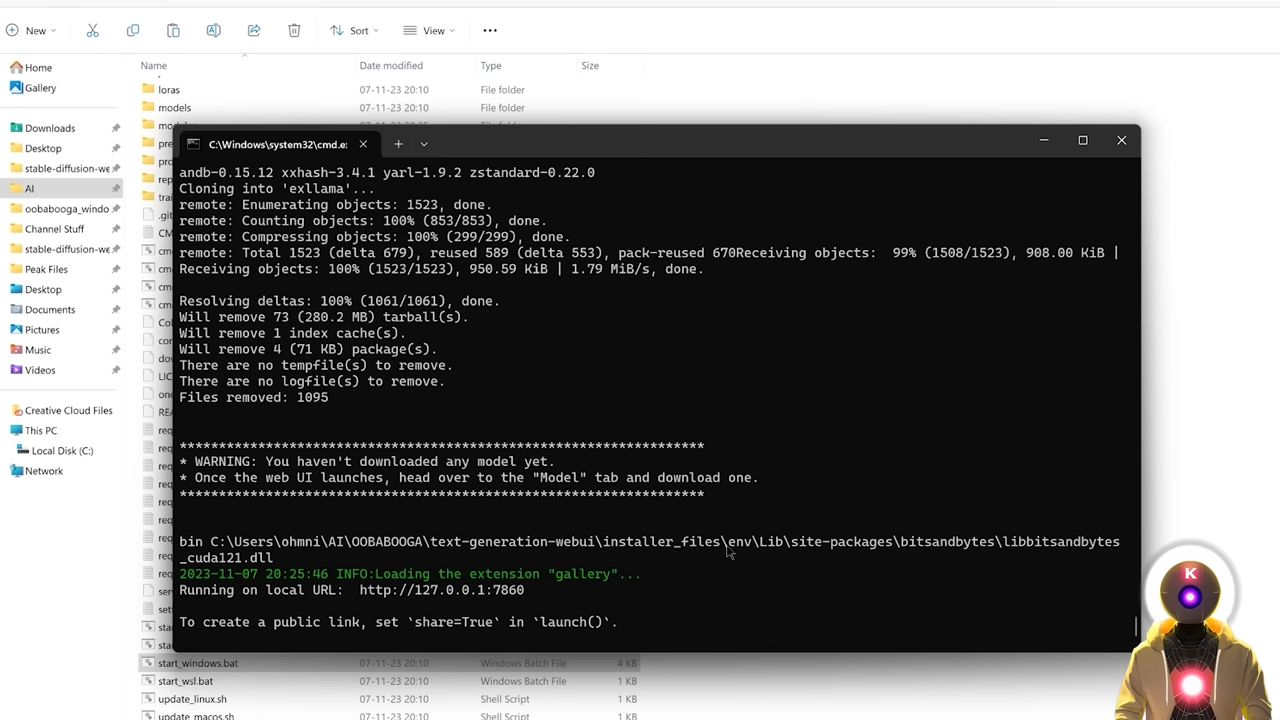 New
Sort
View
Home
Gallery
Downloads
Desktop
stable-diffusion-we
AI
oobabooga_windo
Channel Stuff
stable-diffusion-we
Peak Files
Desktop
Documents
Pictures
Music
Videos
Creative Cloud Files
This PC
Local Disk (C:)
Network
Name Date modified Type Size
loras 07-11-23 20:10 File folder
models 07-11-23 20:10 File folder
C:\Windows\system32\cmd.e
andb-0.15.12 xxhash-3.4.1 yarl-1.9.2 zstandard-0.22.0
Cloning into 'exllama'...
remote: Enumerating objects: 1523, done.
remote: Counting objects: 100% (853/853), done.
remote: Compressing objects: 100% (299/299), done.
remote: Total 1523 (delta 679), reused 589 (delta 553), pack-reused 670Receiving objects:  99% (1508/1523), 908.00 KiB |
Receiving objects: 100% (1523/1523), 950.59 KiB | 1.79 MiB/s, done.
Resolving deltas: 100% (1061/1061), done.
Will remove 73 (280.2 MB) tarball(s).
Will remove 1 index cache(s).
Will remove 4 (71 KB) package(s).
There are no tempfile(s) to remove.
There are no logfile(s) to remove.
Files removed: 1095
*******************************************************************
* WARNING: You haven't downloaded any model yet.
* Once the web UI launches, head over to the "Model" tab and download one.
*******************************************************************
bin C:\Users\ohmni\AI\OOBABOOGA\text-generation-webui\installer_files\env\Lib\site-packages\bitsandbytes\libbitsandbytes
_cuda121.dll
2023-11-07 20:25:46 INFO:Loading the extension "gallery"...
Running on local URL:  http://127.0.0.1:7860
To create a public link, set `share=True` in `launch()`.
start_windows.bat 07-11-23 20:10 Windows Batch File 4 KB
start_wsl.bat 07-11-23 20:10 Windows Batch File 1 KB
update_linux.sh 07-11-23 20:10 Shell Script 1 KB
update_macos.sh 07-11-23 20:10 Shell Script 1 KB
K